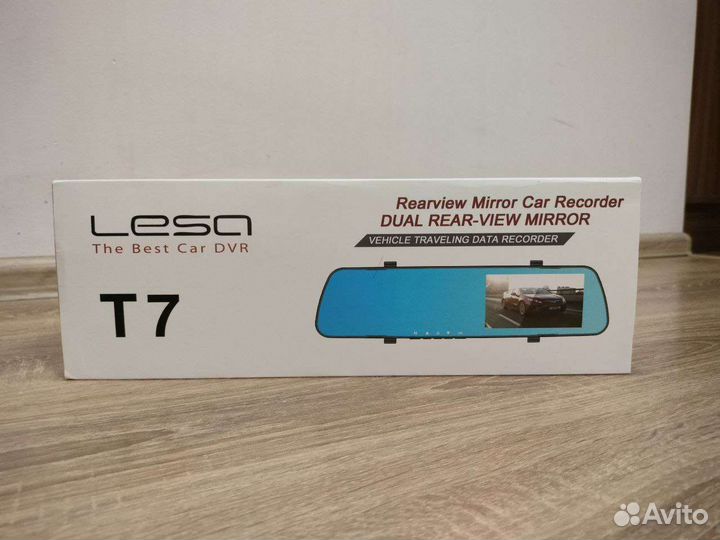 Lesa
The Best Car DVR
T7
Rearview Mirror Car Recorder
DUAL REAR-VIEW MIRROR
VEHICLE TRAVELING DATA RECORDER
Avito